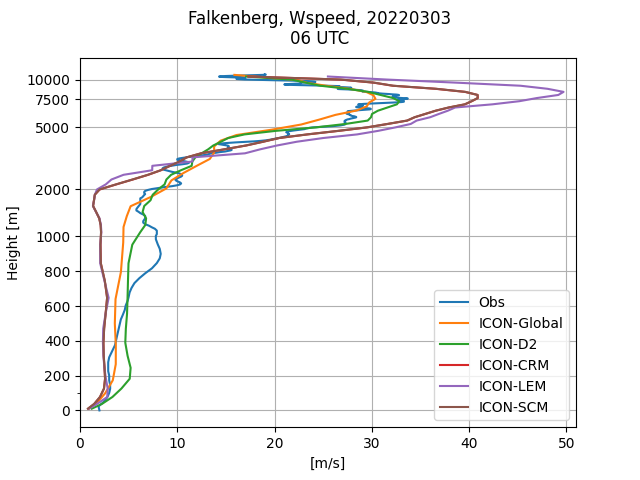 Falkenberg, Wspeed, 20220303
06 UTC
10000
7500
5000
2000
1000
800
600
400
200
0
Height [m]
Obs
ICON-Global
ICON-D2
ICON-CRM
ICON-LEM
ICON-SCM
0 10 20 30 40 50
[m/s]